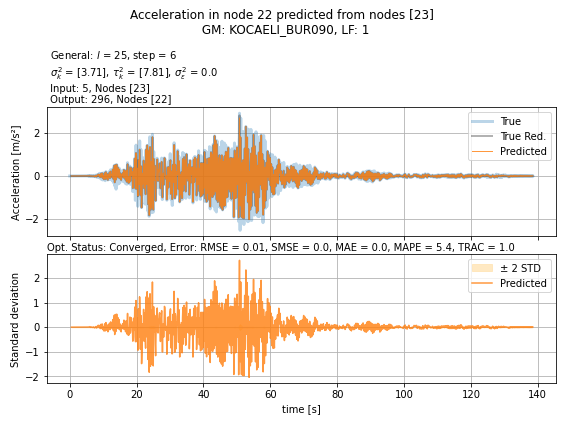 Acceleration in node 22 predicted from nodes [23]
GM: KOCAELI_BUR090, LF: 1
General: l = 25, step = 6
σ²ₖ = [3.71], τ²ₖ = [7.81], σ²ε = 0.0
Input: 5, Nodes [23]
Output: 296, Nodes [22]
Acceleration [m/s²]
2
0
−2
True
True Red.
Predicted
Opt. Status: Converged, Error: RMSE = 0.01, SMSE = 0.0, MAE = 0.0, MAPE = 5.4, TRAC = 1.0
Standard deviation
2
1
0
−1
−2
± 2 STD
Predicted
0 20 40 60 80 100 120 140
time [s]